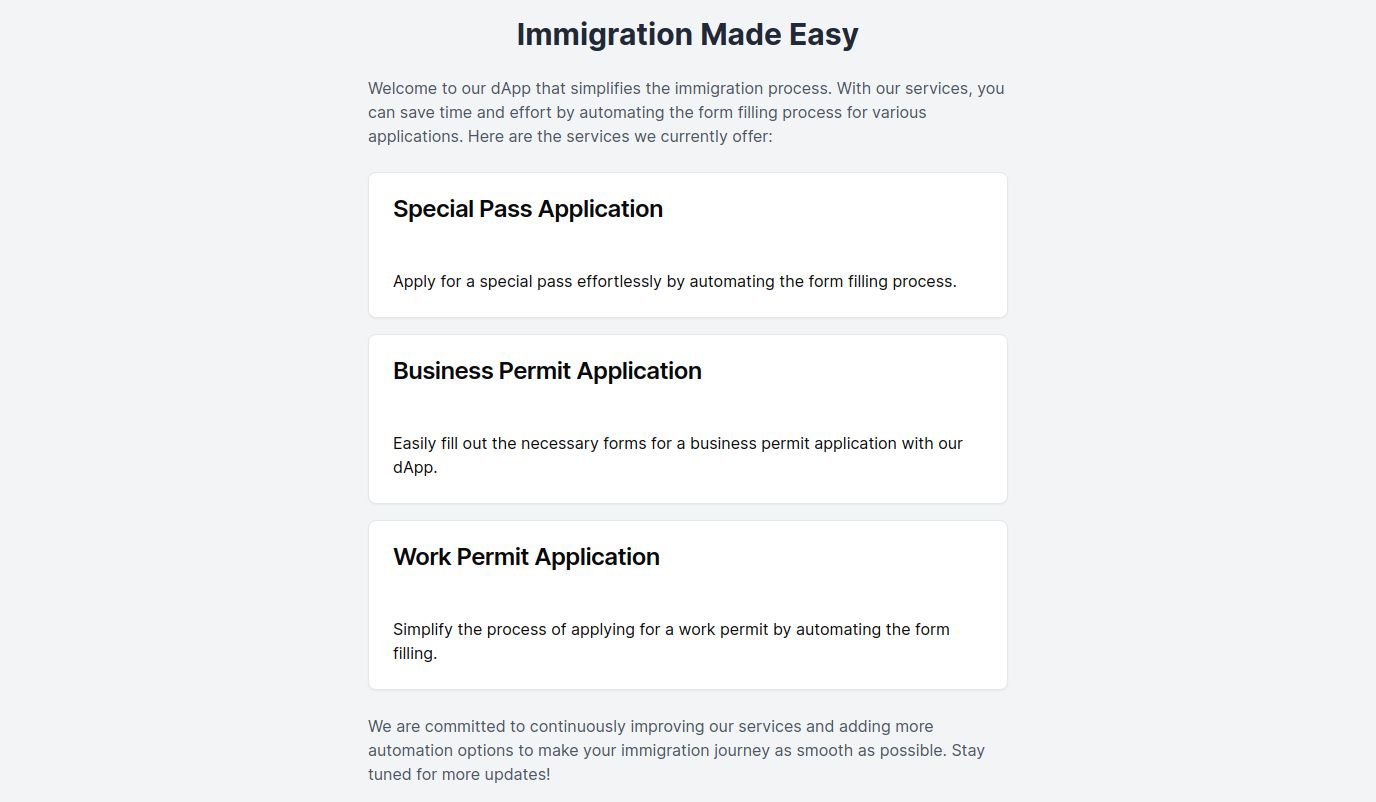 Immigration Made Easy
Welcome to our dApp that simplifies the immigration process. With our services, you
can save time and effort by automating the form filling process for various
applications. Here are the services we currently offer:
Special Pass Application
Apply for a special pass effortlessly by automating the form filling process.
Business Permit Application
Easily fill out the necessary forms for a business permit application with our
dApp.
Work Permit Application
Simplify the process of applying for a work permit by automating the form
filling.
We are committed to continuously improving our services and adding more
automation options to make your immigration journey as smooth as possible. Stay
tuned for more updates!